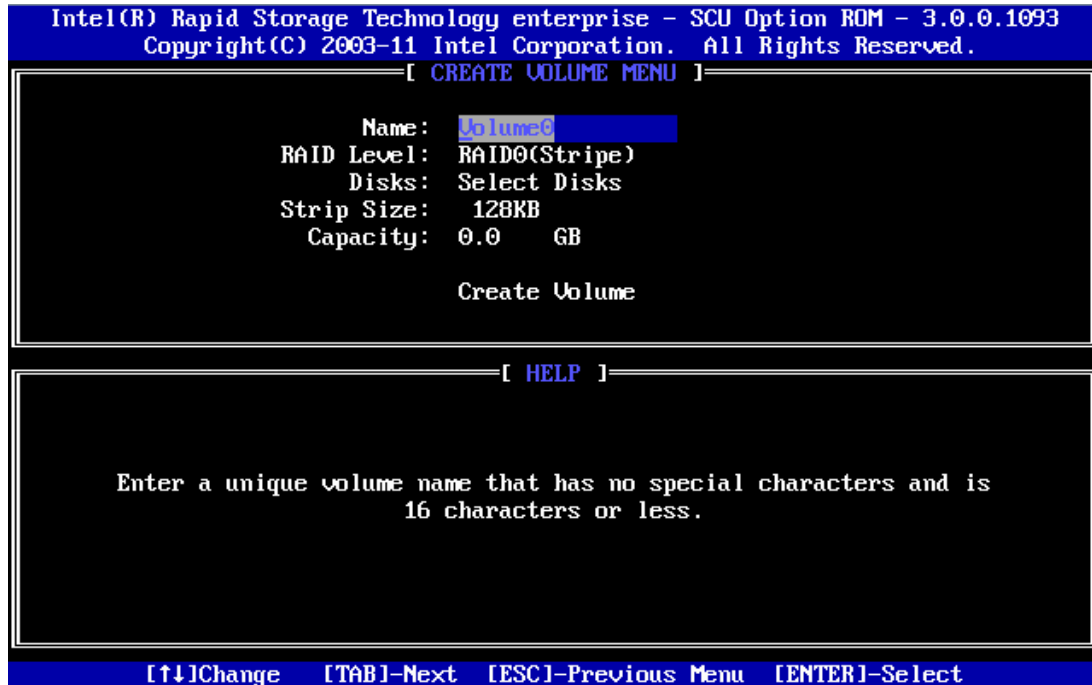 Intel(R) Rapid Storage Technology enterprise - SCU Option ROM - 3.0.0.1093
Copyright(C) 2003-11 Intel Corporation.  All Rights Reserved.
[ CREATE VOLUME MENU ]
Name: Volume0
RAID Level: RAID0(Stripe)
Disks: Select Disks
Strip Size: 128KB
Capacity: 0.0 GB
Create Volume
[ HELP ]
Enter a unique volume name that has no special characters and is
16 characters or less.
[↑↓]Change [TAB]-Next [ESC]-Previous Menu [ENTER]-Select